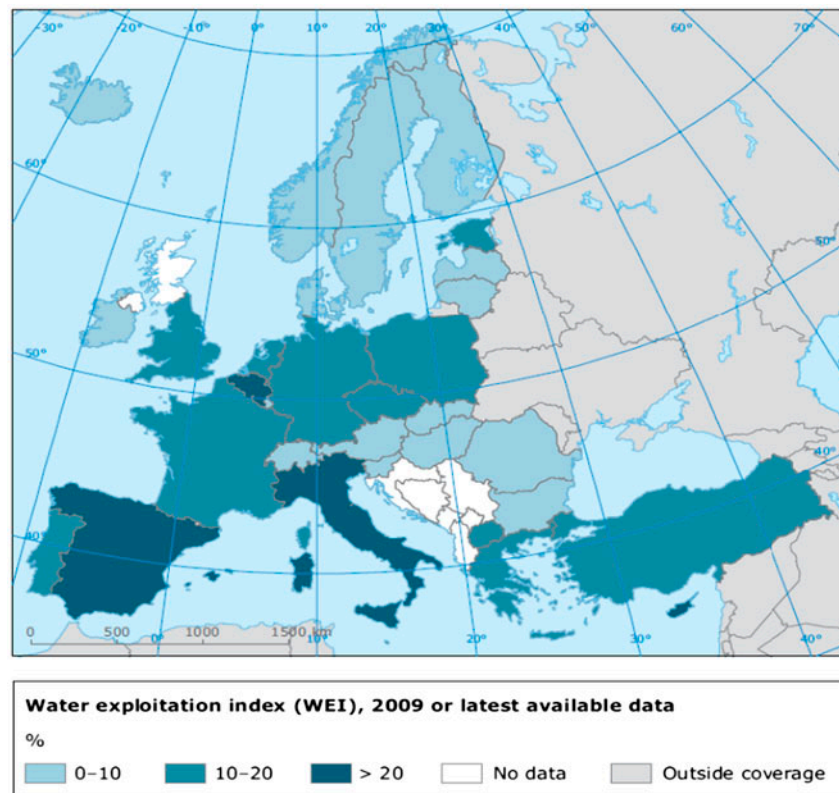 -30° -20° -10° 0° 10° 20° 30° 40° 50° 60° 70°
60°
50°
50°
40°
40°
0 500 1000 1500 km
0° 10° 20° 30° 40°
Water exploitation index (WEI), 2009 or latest available data
%
0–10 10–20 > 20 No data Outside coverage